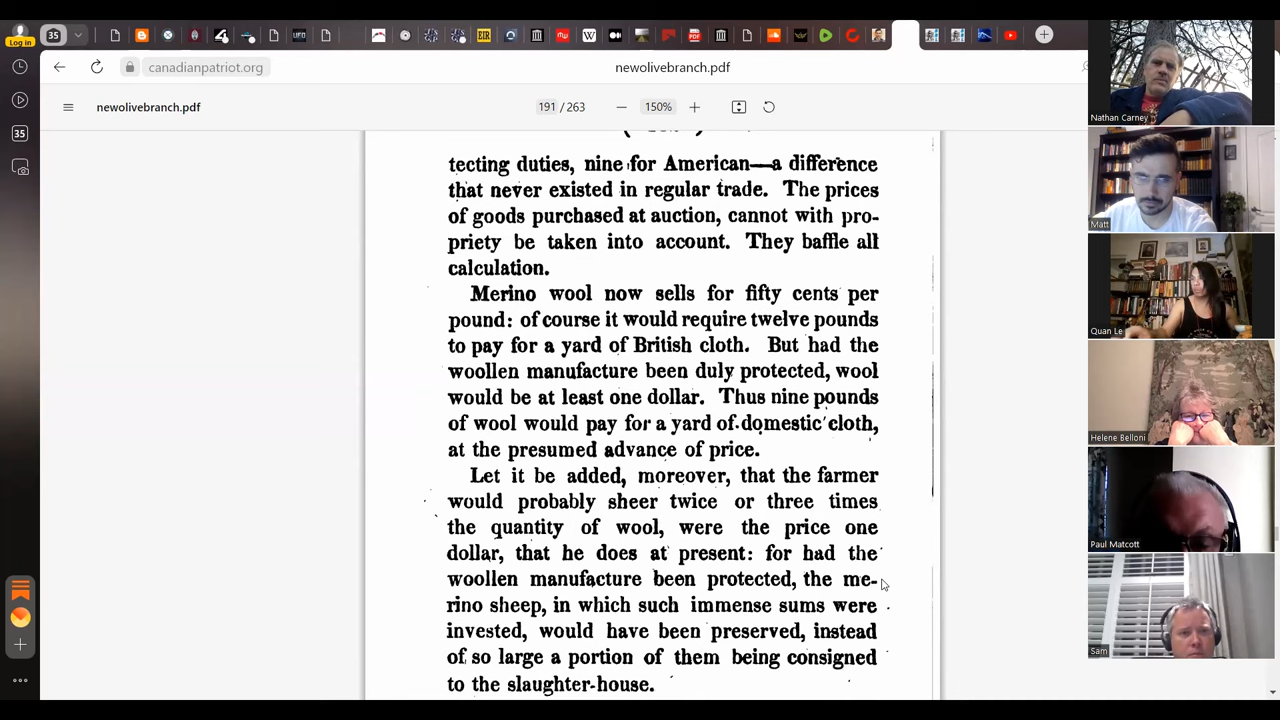 35
Log in
canadianpatriot.org
newolivebranch.pdf
newolivebranch.pdf
191 / 263
150%
tecting duties, nine for American—a difference
that never existed in regular trade. The prices
of goods purchased at auction, cannot with pro-
priety be taken into account. They baffle all
calculation.
Merino wool now sells for fifty cents per
pound: of course it would require twelve pounds
to pay for a yard of British cloth. But had the
woollen manufacture been duly protected, wool
would be at least one dollar. Thus nine pounds
of wool would pay for a yard of domestic cloth,
at the presumed advance of price.
Let it be added, moreover, that the farmer
would probably sheer twice or three times
the quantity of wool, were the price one
dollar, that he does at present: for had the
woollen manufacture been protected, the me-
rino sheep, in which such immense sums were
invested, would have been preserved, instead
of so large a portion of them being consigned
to the slaughter-house.
35
Nathan Carney
Matt
Quan Le
Helene Belloni
Paul Matcott
Sam